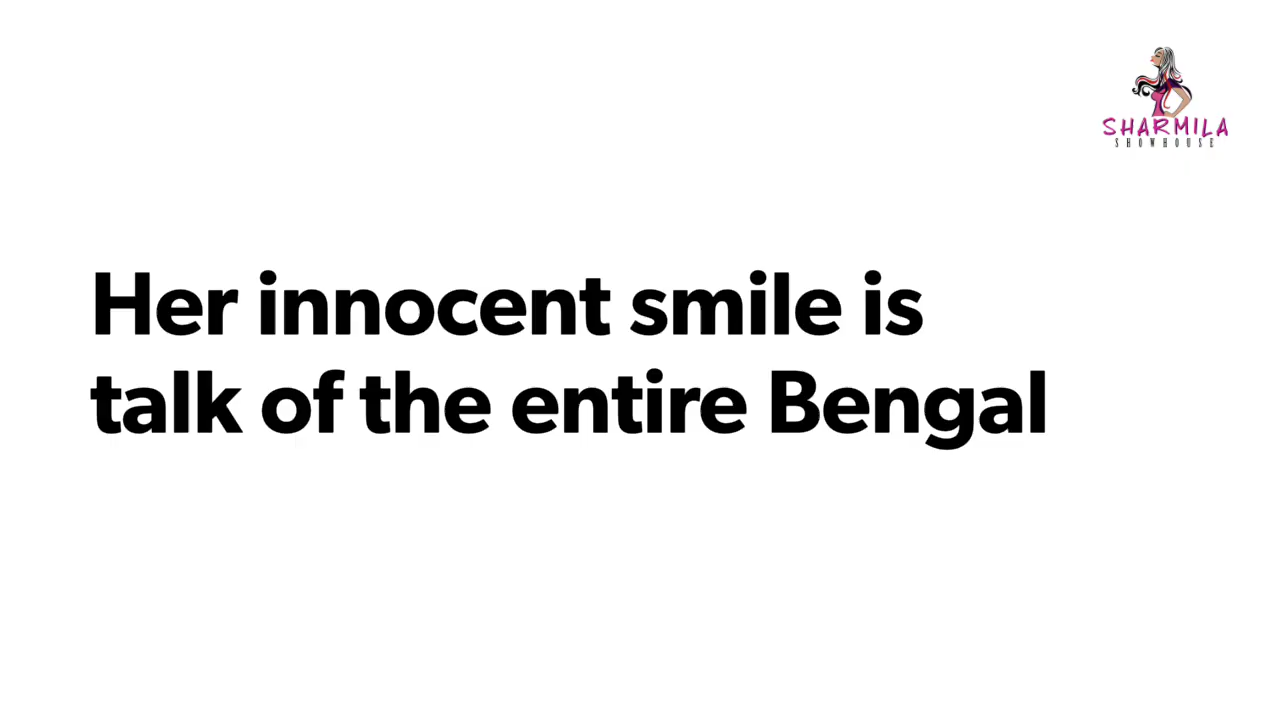 SHARMILA
SHOWHOUSE
Her innocent smile is
talk of the entire Bengal